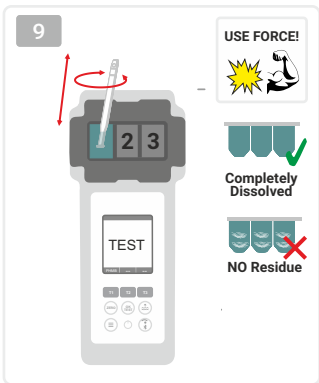 9
USE FORCE!
2 3
Completely
Dissolved
TEST
NO Residue